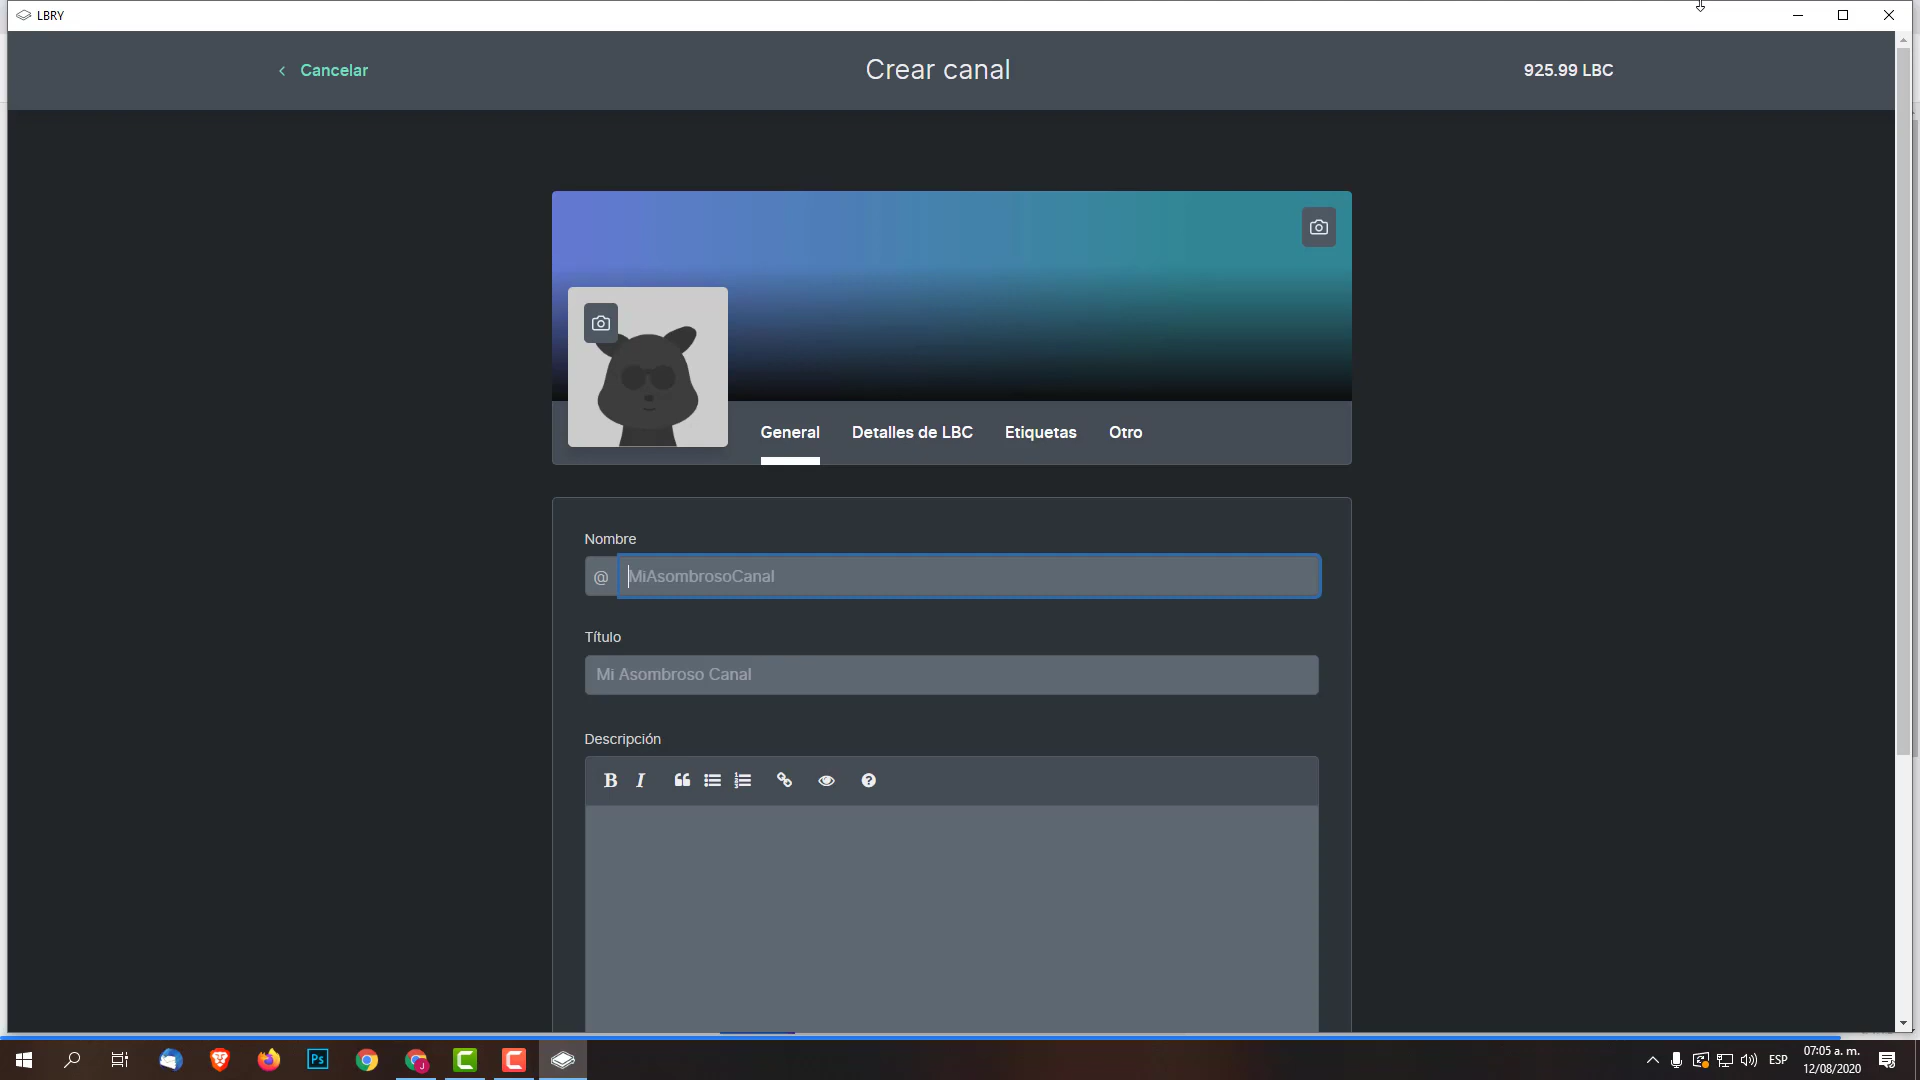 LBRY
Cancelar
Crear canal
925.99 LBC
General
Detalles de LBC
Etiquetas
Otro
Nombre
@
MiAsombrosoCanal
Título
Mi Asombroso Canal
Descripción
B I
Ps
J
ESP
07:05 a. m.
12/08/2020